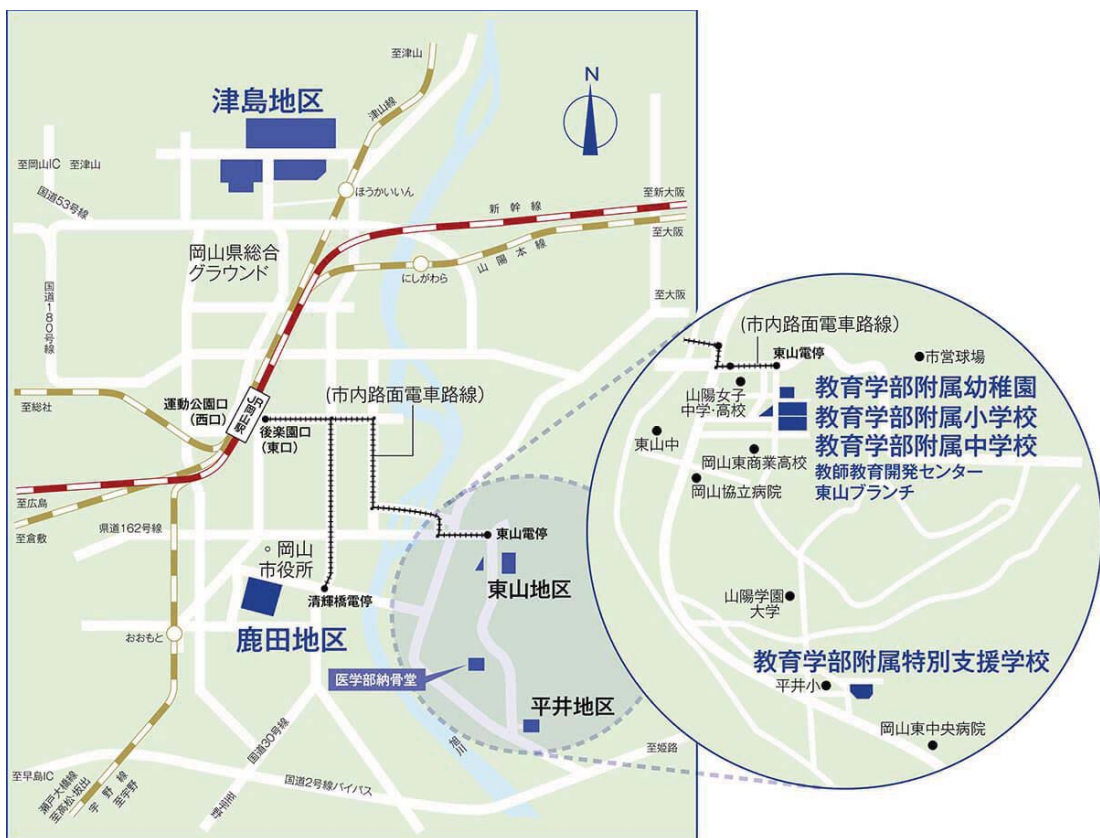 至津山
津山線
N
津島地区
至岡山IC 至津山
国道53号線
ほうかいいん
新幹線
至新大阪
至大阪
山陽本線
岡山県総合
グラウンド
にしがわら
国道180号線
至大阪
(市内路面電車路線)
東山電停
市営球場
山陽女子
中学・高校
教育学部附属幼稚園
教育学部附属小学校
教育学部附属中学校
教師教育開発センター
東山ブランチ
東山中
岡山東商業高校
岡山協立病院
至総社
運動公園口
(西口)
JR岡山駅
後楽園口
(東口)
(市内路面電車路線)
至広島
至倉敷
県道162号線
岡山
市役所
東山電停
東山地区
清輝橋電停
鹿田地区
おおもと
医学部納骨堂
平井地区
山陽学園
大学
教育学部附属特別支援学校
平井小
岡山東中央病院
旭川
国道30号線
至姫路
至早島IC
瀬戸大橋線
至高松・坂出
宇野線
至宇野
国道2号線バイパス
至玉野